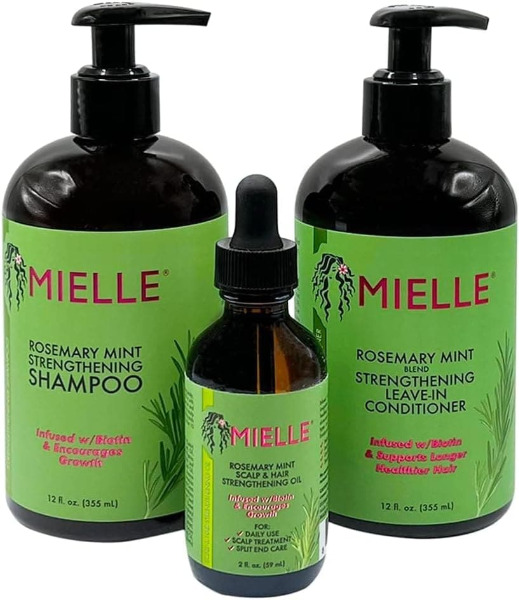 MIELLE®
ROSEMARY MINT
STRENGTHENING
SHAMPOO
Infused w/Biotin
& Encourages
Growth
12 fl. oz. (355 mL)
MIELLE®
ROSEMARY MINT
SCALP & HAIR
STRENGTHENING OIL
Infused w/Biotin
& Encourages
Growth
FOR:
✓ DAILY USE
✓ SCALP TREATMENT
✓ SPLIT END CARE
2 fl. oz. (59 mL)
MIELLE®
ROSEMARY MINT
BLEND
STRENGTHENING
LEAVE-IN
CONDITIONER
Infused w/Biotin
& Supports Longer
Healthier Hair
12 fl. oz. (355 mL)